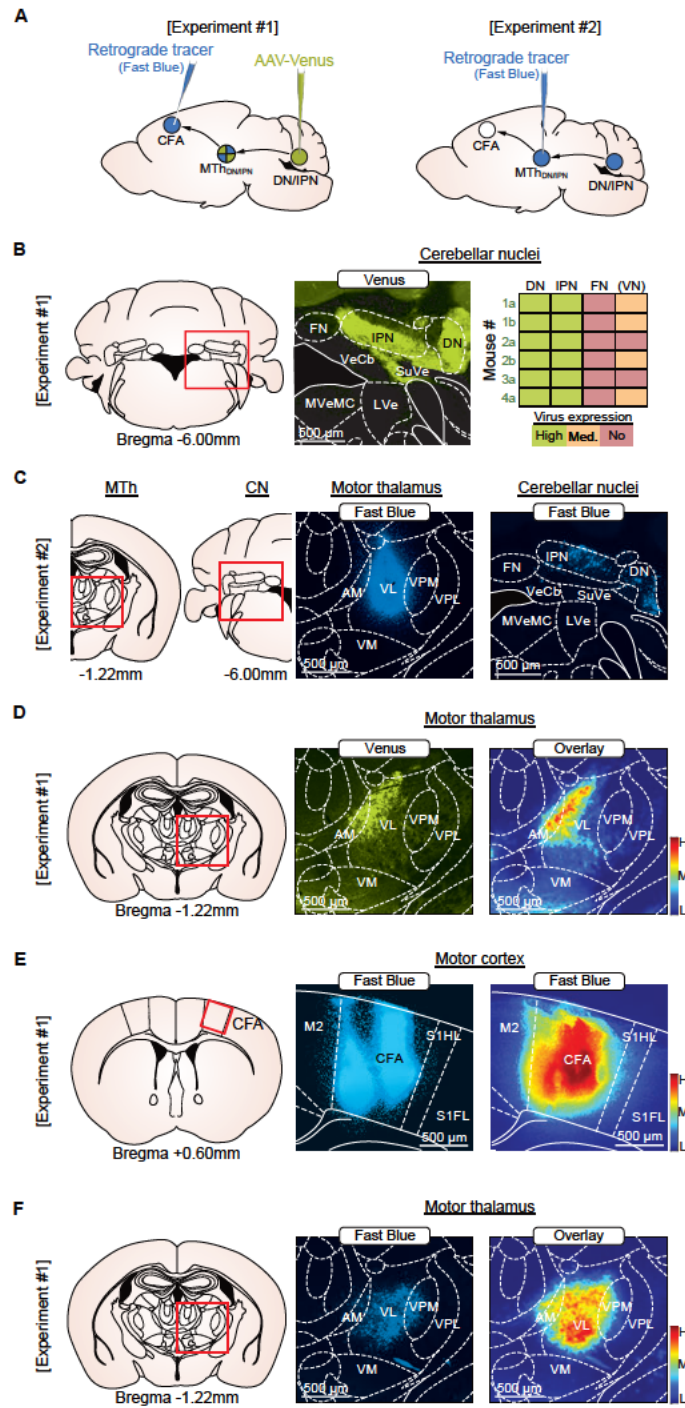 A
[Experiment #1]
[Experiment #2]
Retrograde tracer
(Fast Blue)
AAV-Venus
Retrograde tracer
(Fast Blue)
CFA
MThDN/IPN
DN/IPN
CFA
MThDN/IPN
DN/IPN
B
Cerebellar nuclei
[Experiment #1]
Bregma -6.00mm
Venus
FN
IPN
DN
VeCb
SuVe
MVeMC
LVe
500 µm
DN IPN FN (VN)
Mouse #
1a
1b
2a
2b
3a
4a
Virus expression
High Med. No
C
MTh
CN
Motor thalamus
Cerebellar nuclei
[Experiment #2]
-1.22mm
-6.00mm
Fast Blue
AM
VL
VPM
VPL
VM
500 µm
Fast Blue
FN
IPN
DN
VeCb
SuVe
MVeMC
LVe
500 µm
D
Motor thalamus
[Experiment #1]
Bregma -1.22mm
Venus
AM
VL
VPM
VPL
VM
500 µm
Overlay
AM
VL
VPM
VPL
VM
500 µm
H
M
L
E
Motor cortex
[Experiment #1]
CFA
Bregma +0.60mm
Fast Blue
M2
CFA
S1HL
S1FL
500 µm
Fast Blue
M2
CFA
S1HL
S1FL
500 µm
H
M
L
F
Motor thalamus
[Experiment #1]
Bregma -1.22mm
Fast Blue
AM
VL
VPM
VPL
VM
500 µm
Overlay
AM
VL
VPM
VPL
VM
500 µm
H
M
L